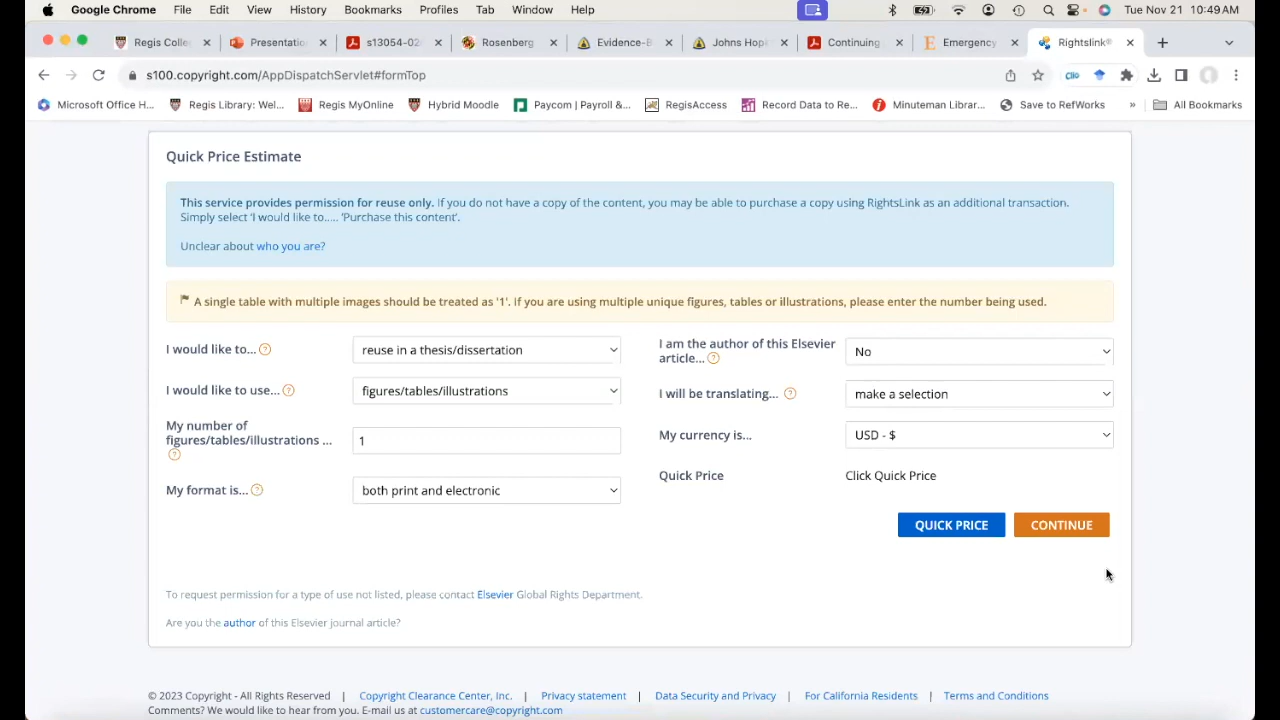 Google Chrome File Edit View History Bookmarks Profiles Tab Window Help Tue Nov 21 10:49 AM
Regis Colle Presentatio s13054-02 Rosenberg Evidence-B Johns Hop Continuing Emergency Rightslink®
s100.copyright.com/AppDispatchServlet#formTop
Microsoft Office H... Regis Library: Wel... Regis MyOnline Hybrid Moodle Paycom | Payroll &... RegisAccess Record Data to Re... Minuteman Librar... Save to RefWorks » All Bookmarks
Quick Price Estimate
This service provides permission for reuse only. If you do not have a copy of the content, you may be able to purchase a copy using RightsLink as an additional transaction.
Simply select 'I would like to..... 'Purchase this content'.
Unclear about who you are?
A single table with multiple images should be treated as '1'. If you are using multiple unique figures, tables or illustrations, please enter the number being used.
I would like to... ? reuse in a thesis/dissertation
I would like to use... ? figures/tables/illustrations
My number of
figures/tables/illustrations ...
? 1
My format is... ? both print and electronic
I am the author of this Elsevier
article... ? No
I will be translating... ? make a selection
My currency is... USD - $
Quick Price Click Quick Price
QUICK PRICE CONTINUE
To request permission for a type of use not listed, please contact Elsevier Global Rights Department.
Are you the author of this Elsevier journal article?
© 2023 Copyright - All Rights Reserved | Copyright Clearance Center, Inc. | Privacy statement | Data Security and Privacy | For California Residents | Terms and Conditions
Comments? We would like to hear from you. E-mail us at customercare@copyright.com